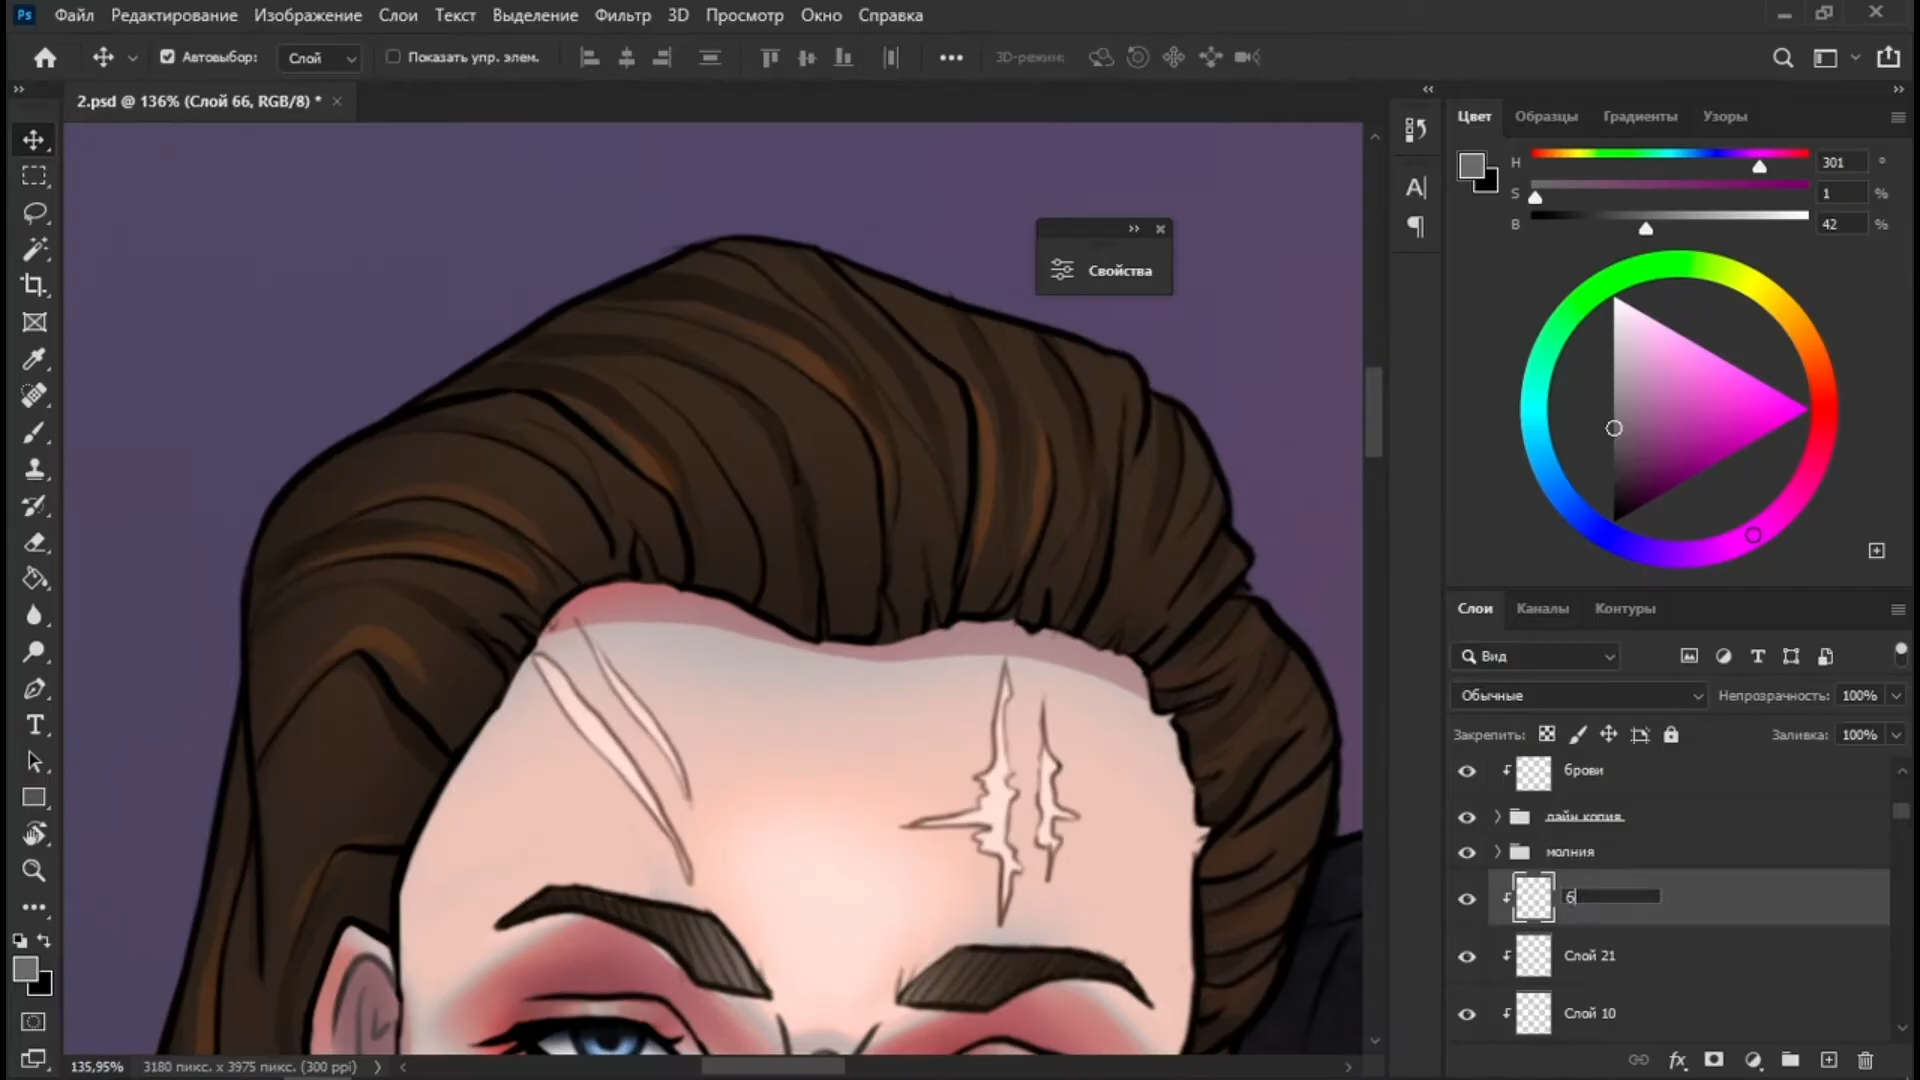 Ps Файл Редактирование Изображение Слои Текст Выделение Фильтр 3D Просмотр Окно Справка
Автовыбор: Слой Показать упр. элем. 3D-режим:
2.psd @ 136% (Слой 66, RGB/8) *
Цвет Образцы Градиенты Узоры
H 301 °
S 1 %
B 42 %
Свойства
Слои Каналы Контуры
Вид
Обычные Непрозрачность: 100%
Закрепить: Заливка: 100%
брови
лайн копия
молния
б
Слой 21
Слой 10
135,95% 3180 пикс. x 3975 пикс. (300 ppi)